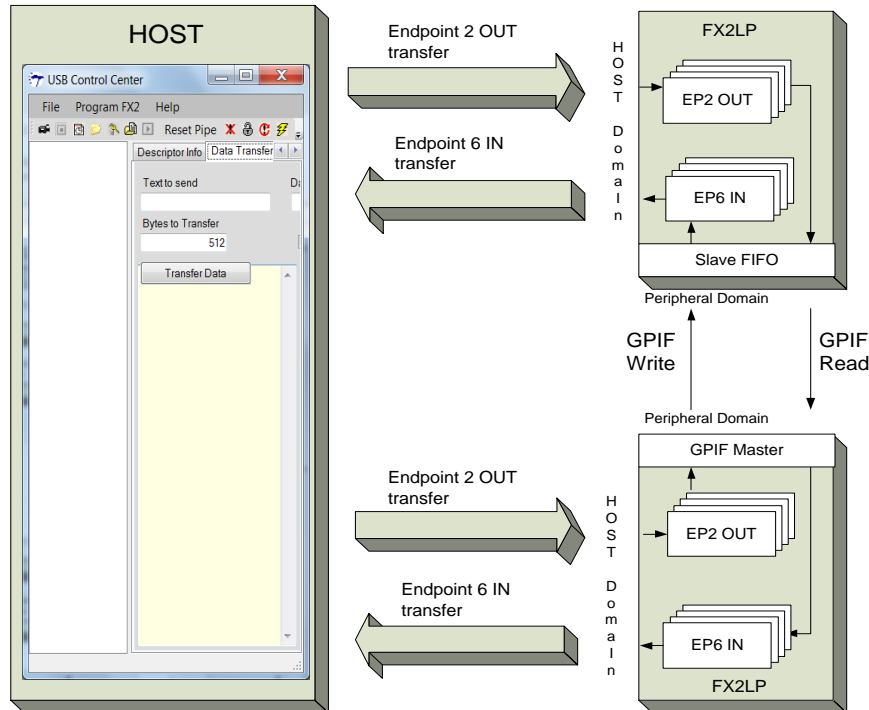 HOST
USB Control Center
File Program FX2 Help
Reset Pipe
Descriptor Info Data Transfer
Text to send
Bytes to Transfer
512
Transfer Data
Endpoint 2 OUT
transfer
Endpoint 6 IN
transfer
HOST DomaIn
FX2LP
EP2 OUT
EP6 IN
Slave FIFO
Peripheral Domain
GPIF
Write
GPIF
Read
Peripheral Domain
GPIF Master
Endpoint 2 OUT
transfer
Endpoint 6 IN
transfer
HOST DomaIn
EP2 OUT
EP6 IN
FX2LP